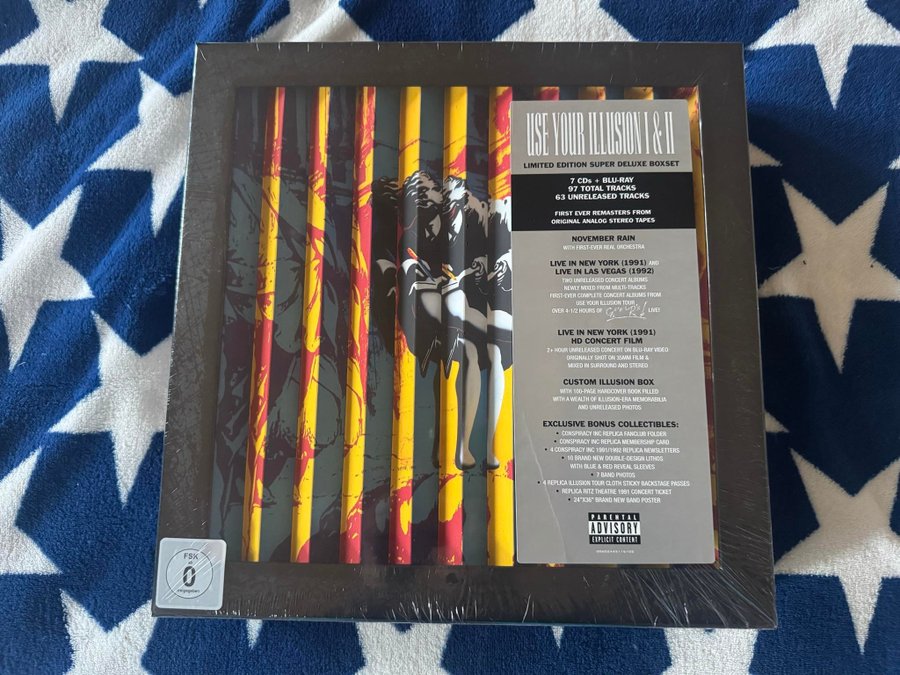 USE YOUR ILLUSION I & II
LIMITED EDITION SUPER DELUXE BOXSET
7 CDs + BLU-RAY
97 TOTAL TRACKS
63 UNRELEASED TRACKS
FIRST EVER REMASTERS FROM
ORIGINAL ANALOG STEREO TAPES
NOVEMBER RAIN
WITH FIRST-EVER REAL ORCHESTRA
LIVE IN NEW YORK (1991) AND
LIVE IN LAS VEGAS (1992)
TWO UNRELEASED CONCERT ALBUMS
NEWLY MIXED FROM MULTI-TRACKS
FIRST-EVER COMPLETE CONCERT ALBUMS FROM
USE YOUR ILLUSION TOUR
OVER 4-1/2 HOURS OF LIVE!
LIVE IN NEW YORK (1991)
HD CONCERT FILM
2+ HOUR UNRELEASED CONCERT ON BLU-RAY VIDEO
ORIGINALLY SHOT ON 35MM FILM &
MIXED IN SURROUND AND STEREO
CUSTOM ILLUSION BOX
WITH 100-PAGE HARDCOVER BOOK FILLED
WITH A WEALTH OF ILLUSION-ERA MEMORABILIA
AND UNRELEASED PHOTOS
EXCLUSIVE BONUS COLLECTIBLES:
• CONSPIRACY INC REPLICA FANCLUB FOLDER
• CONSPIRACY INC REPLICA MEMBERSHIP CARD
• 4 CONSPIRACY INC 1991/1992 REPLICA NEWSLETTERS
• 10 BRAND NEW DOUBLE-DESIGN LITHOS
WITH BLUE & RED REVEAL SLEEVES
• 7 BAND PHOTOS
• 4 REPLICA ILLUSION TOUR CLOTH STICKY BACKSTAGE PASSES
• REPLICA RITZ THEATRE 1991 CONCERT TICKET
• 24"X36" BRAND NEW BAND POSTER
PARENTAL
ADVISORY
EXPLICIT CONTENT
FSK
ab
0
freigegeben